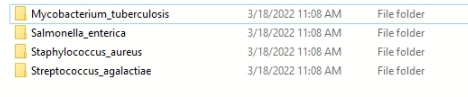 Mycobacterium_tuberculosis 3/18/2022 11:08 AM File folder
Salmonella_enterica 3/18/2022 11:08 AM File folder
Staphylococcus_aureus 3/18/2022 11:08 AM File folder
Streptococcus_agalactiae 3/18/2022 11:08 AM File folder